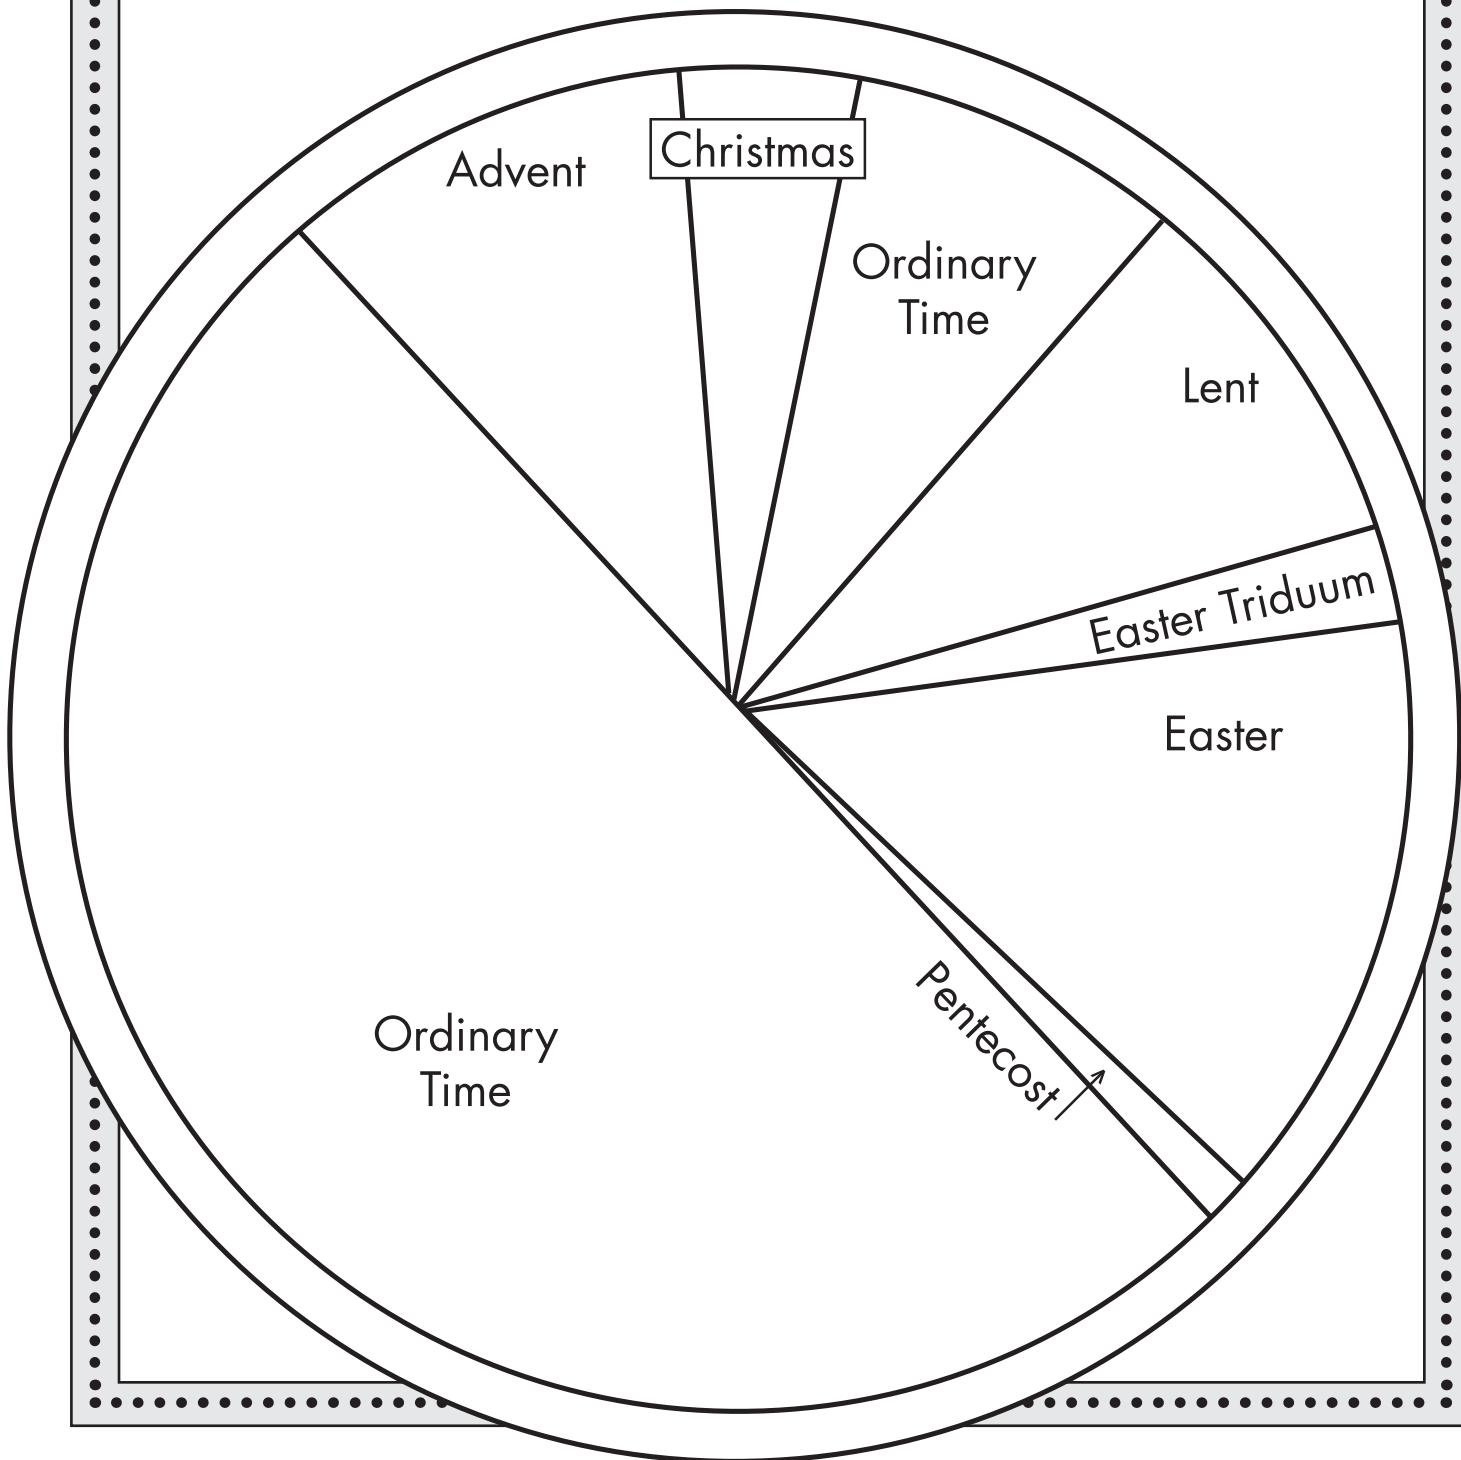 Advent
Christmas
Ordinary
Time
Lent
Easter Triduum
Easter
Pentecost
Ordinary
Time